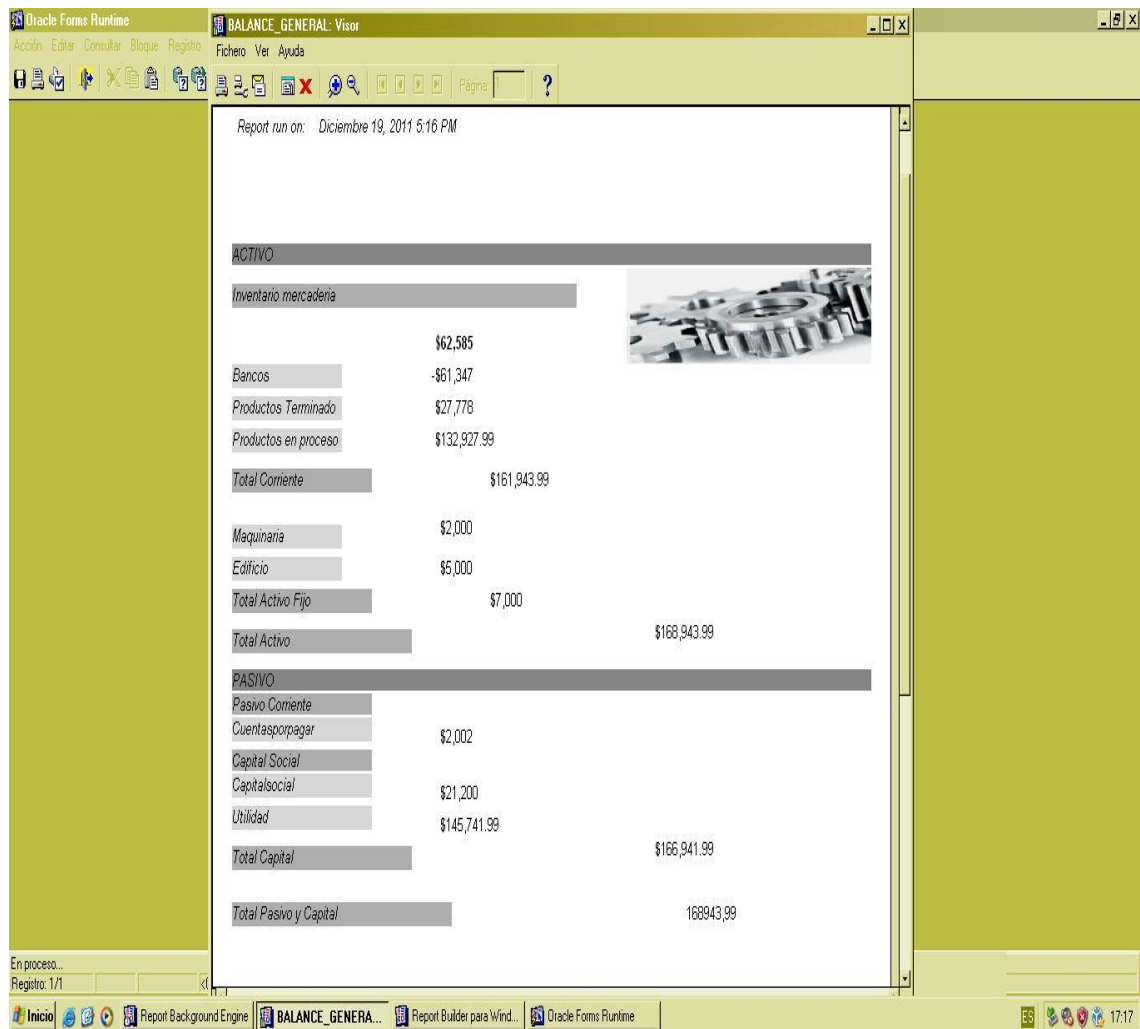 Oracle Forms Runtime
Acción Editar Consultar Bloque Registro
BALANCE_GENERAL: Visor
Fichero Ver Ayuda
Página: 1
Report run on: Diciembre 19, 2011 5:16 PM
ACTIVO
Inventario mercaderia
$62,585
Bancos -$61,347
Productos Terminado $27,778
Productos en proceso $132,927.99
Total Corriente $161,943.99
Maquinaria $2,000
Edificio $5,000
Total Activo Fijo $7,000
Total Activo $168,943.99
PASIVO
Pasivo Corriente
Cuentasporpagar $2,002
Capital Social
Capitalsocial $21,200
Utilidad $145,741.99
Total Capital $166,941.99
Total Pasivo y Capital 168943,99
En proceso...
Registro: 1/1
Inicio Report Background Engine BALANCE_GENERA... Report Builder para Wind... Oracle Forms Runtime ES 17:17